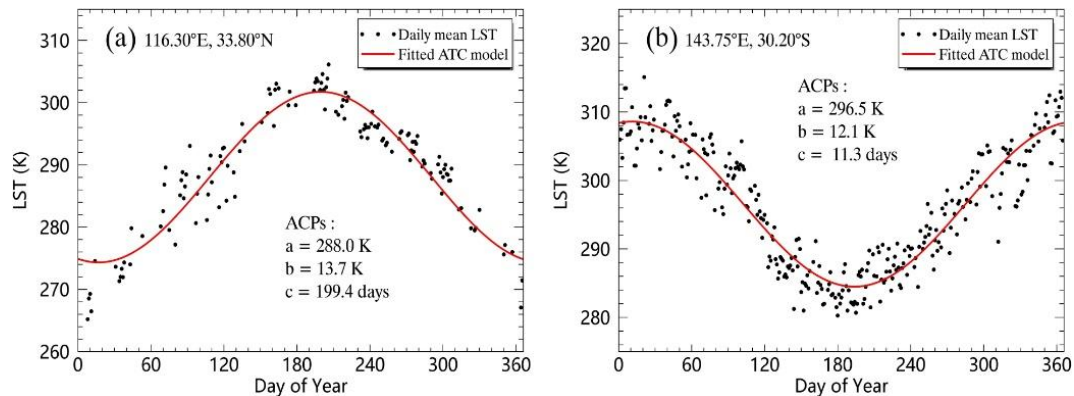 (a) 116.30°E, 33.80°N
Daily mean LST
Fitted ATC model
ACPs :
a = 288.0 K
b = 13.7 K
c = 199.4 days
LST (K)
315
310
300
290
280
270
260
0 60 120 180 240 300 360
Day of Year
(b) 143.75°E, 30.20°S
Daily mean LST
Fitted ATC model
ACPs :
a = 296.5 K
b = 12.1 K
c = 11.3 days
LST (K)
320
310
300
290
280
0 60 120 180 240 300 360
Day of Year